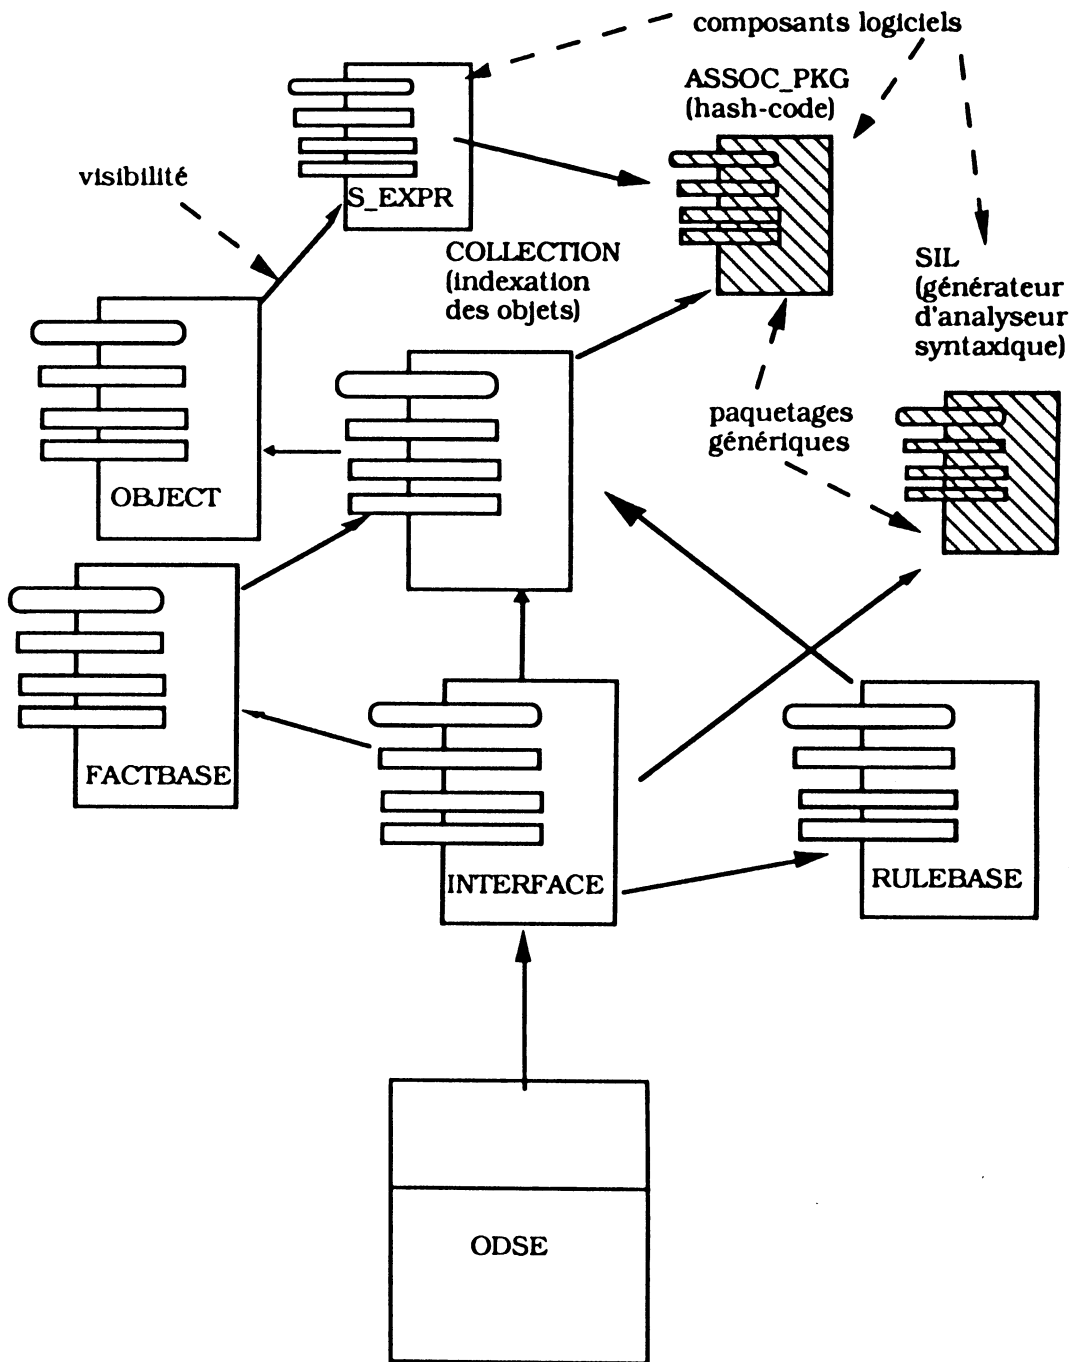 composants logiciels
ASSOC_PKG
(hash-code)
visibilité
S_EXPR
COLLECTION
(indexation
des objets)
SIL
(générateur
d'analyseur
syntaxique)
paquetages
génériques
OBJECT
FACTBASE
INTERFACE
RULEBASE
ODSE